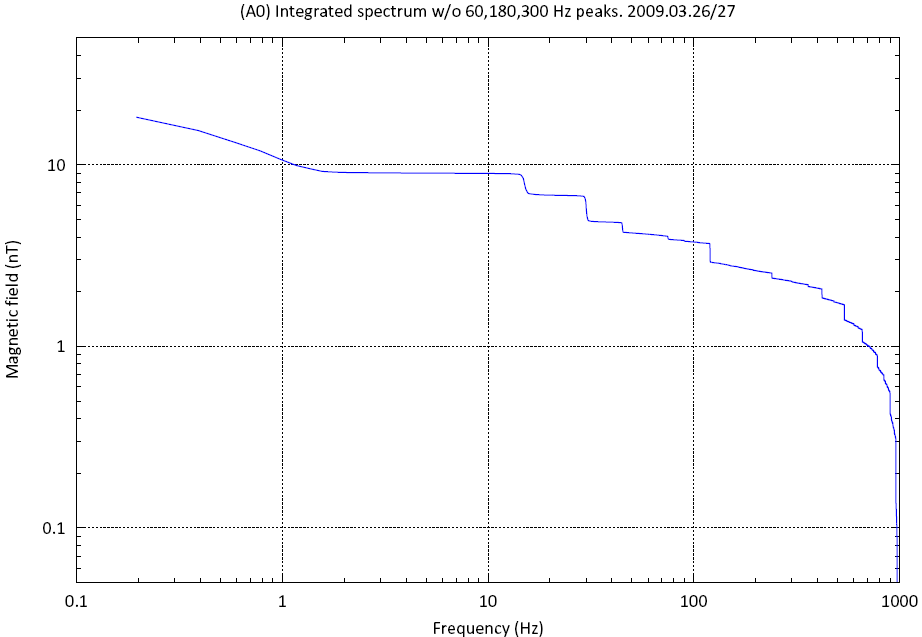 (A0) Integrated spectrum w/o 60,180,300 Hz peaks. 2009.03.26/27
10
1
0.1
Magnetic field (nT)
0.1 1 10 100 1000
Frequency (Hz)